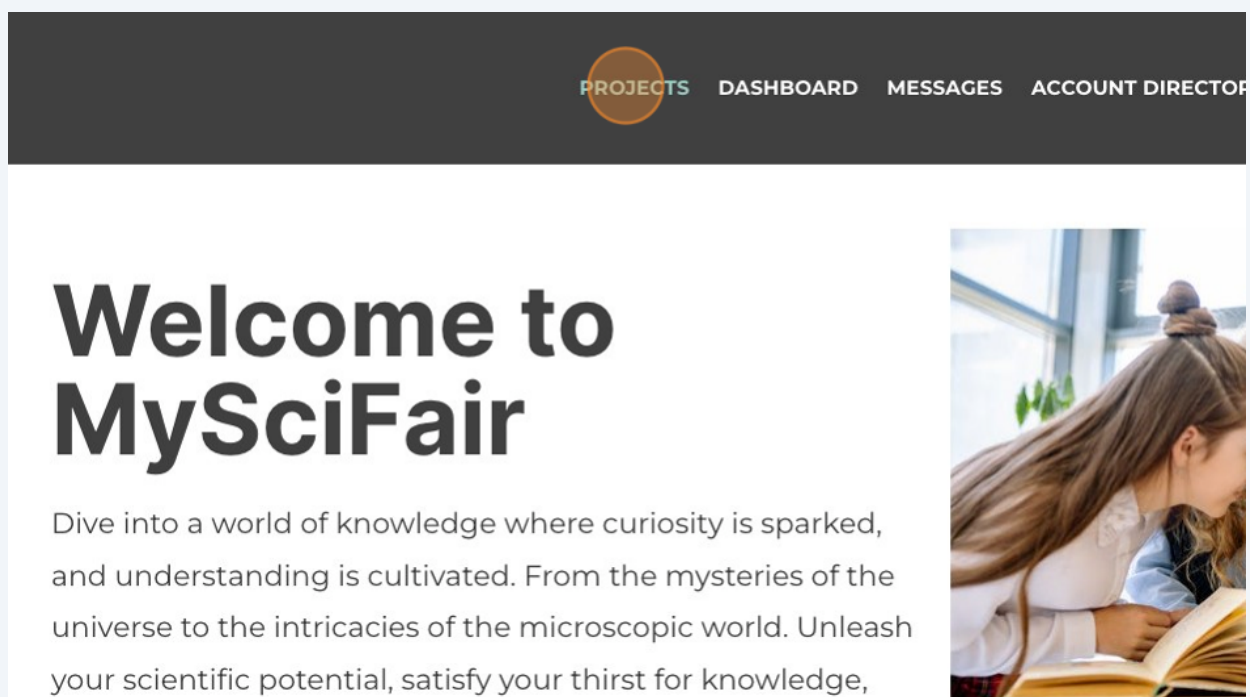 PROJECTS DASHBOARD MESSAGES ACCOUNT DIRECTOR
Welcome to
MySciFair
Dive into a world of knowledge where curiosity is sparked,
and understanding is cultivated. From the mysteries of the
universe to the intricacies of the microscopic world. Unleash
your scientific potential, satisfy your thirst for knowledge,